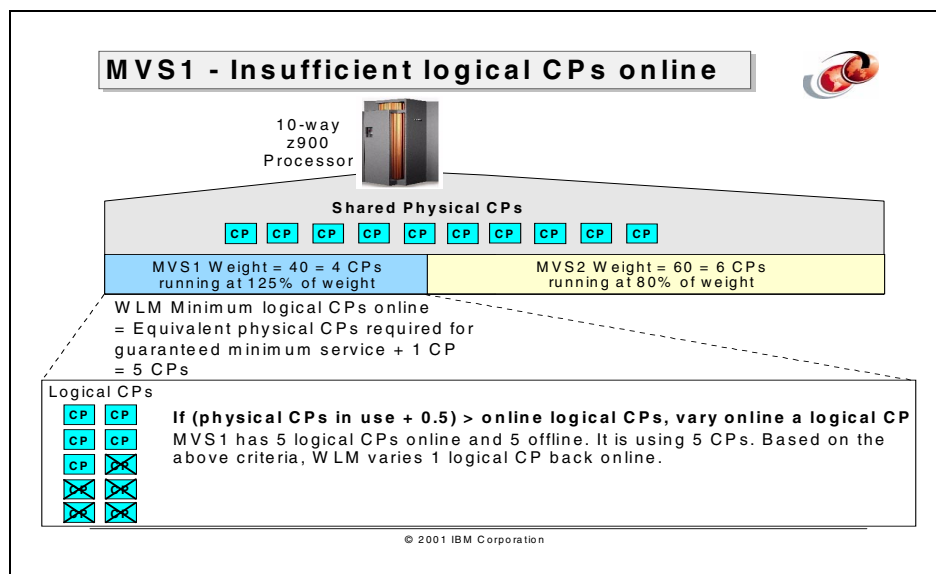 MVS1 - Insufficient logical CPs online
10-way
z900
Processor
Shared Physical CPs
CP CP CP CP CP CP CP CP CP CP
MVS1 Weight = 40 = 4 CPs
running at 125% of weight
MVS2 Weight = 60 = 6 CPs
running at 80% of weight
WLM Minimum logical CPs online
= Equivalent physical CPs required for
guaranteed minimum service + 1 CP
= 5 CPs
Logical CPs
CP CP
CP CP
CP CP
CP CP
CP CP
If (physical CPs in use + 0.5) > online logical CPs, vary online a logical CP
MVS1 has 5 logical CPs online and 5 offline. It is using 5 CPs. Based on the
above criteria, WLM varies 1 logical CP back online.
© 2001 IBM Corporation